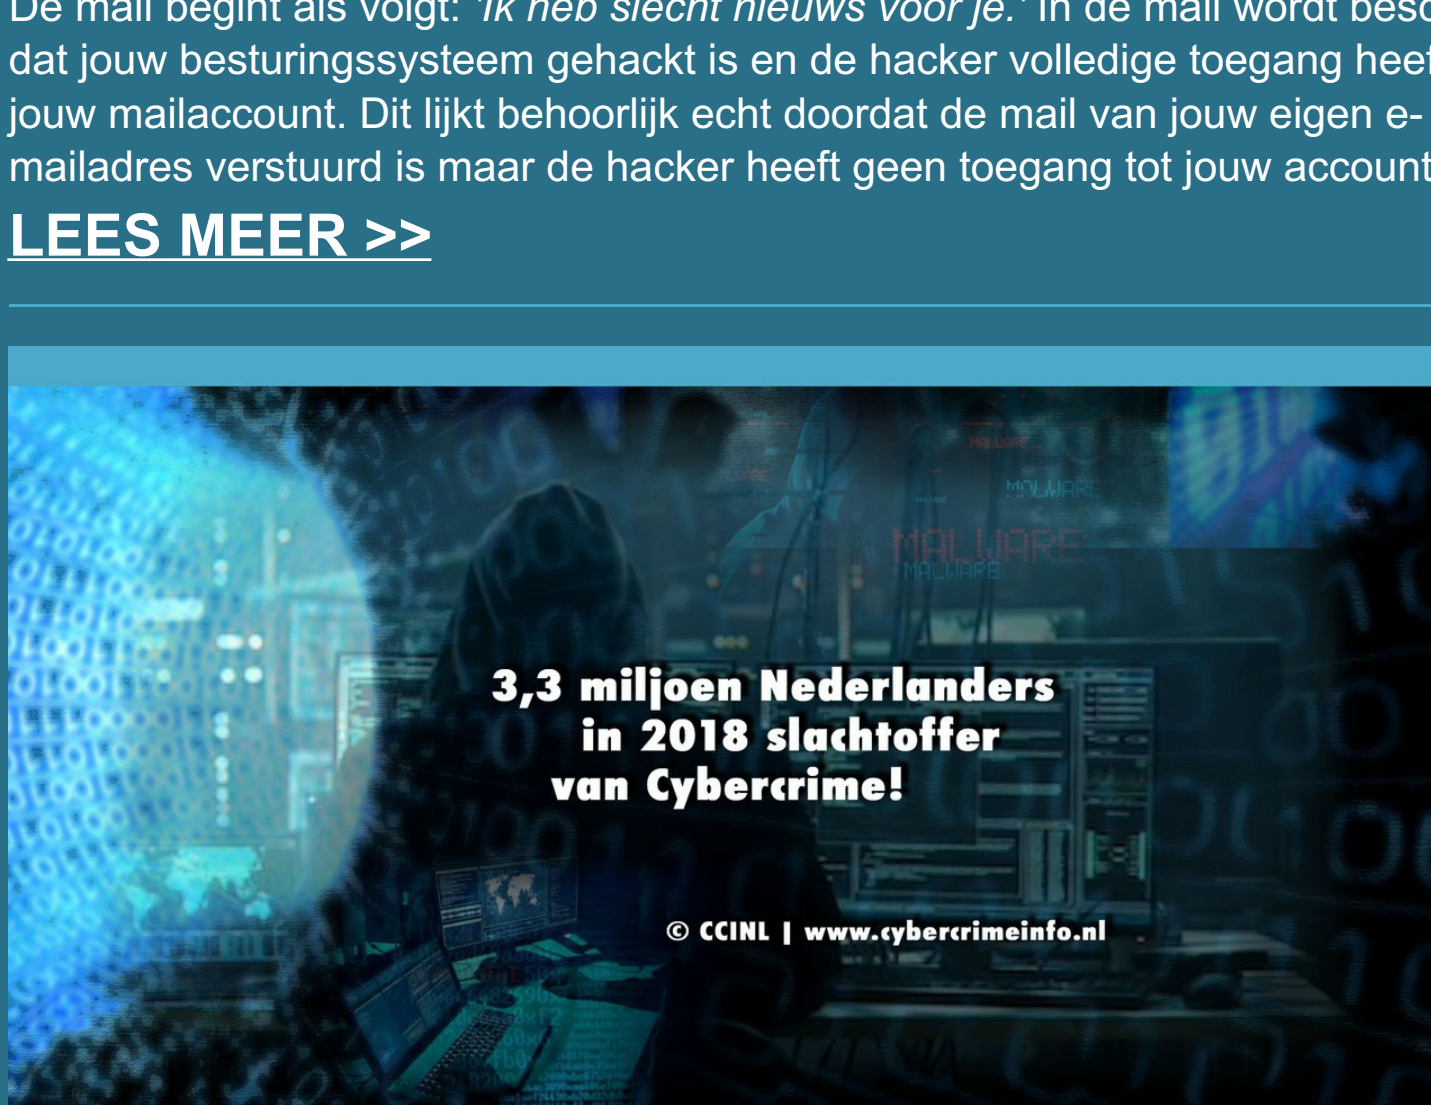 De mail begint als volgt: 'Ik heb slecht nieuws voor je.' In de mail wordt
dat jouw besturingssysteem gehackt is en de hacker volledige toegang
jouw mailaccount. Dit lijkt behoorlijk echt doordat de mail van jouw eigen e-
mailadres verstuurd is maar de hacker heeft geen toegang tot jouw account
LEES MEER >>
MALWARE
MALWARE
MALWARE
MALWARE
MALWARE
3,3 miljoen Nederlanders
in 2018 slachtoffer
van Cybercrime!
© CCINL | www.cybercrimeinfo.nl